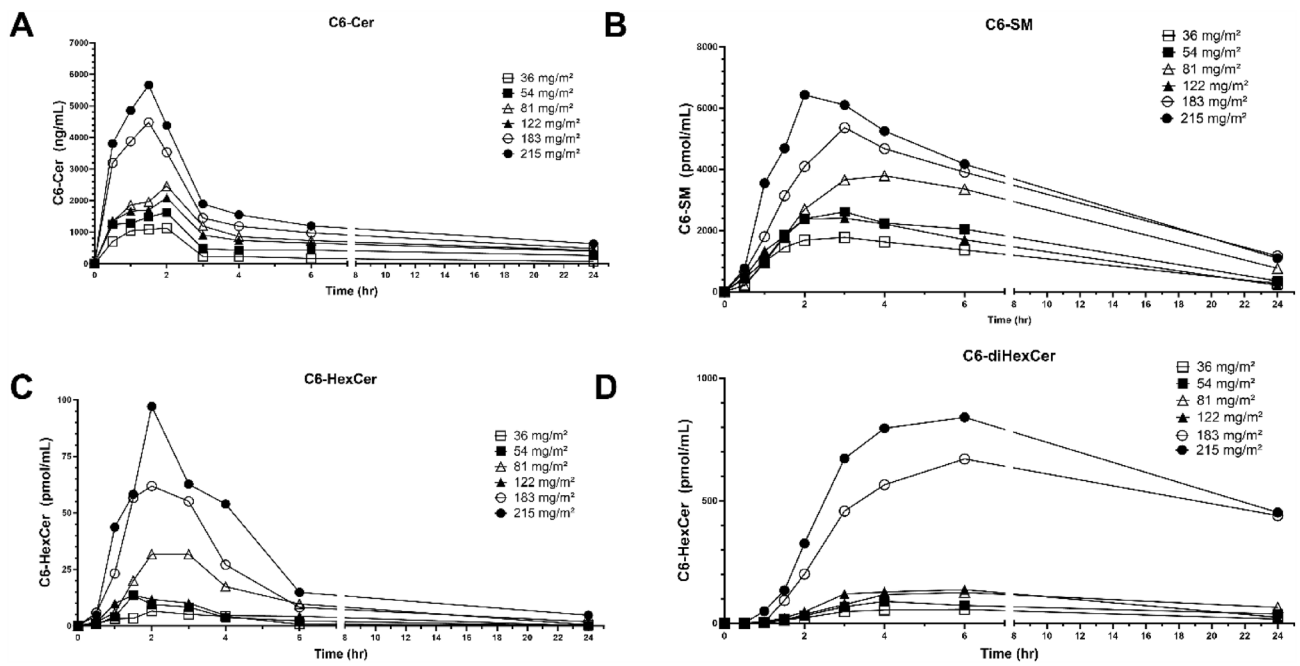 A
C6-Cer
C6-Cer (ng/mL)
7000
6000
5000
4000
3000
2000
1000
0
36 mg/m²
54 mg/m²
81 mg/m²
122 mg/m²
183 mg/m²
215 mg/m²
0 2 4 6 8 10 12 14 16 18 20 22 24
Time (hr)
B
C6-SM
C6-SM (pmol/mL)
8000
6000
4000
2000
0
36 mg/m²
54 mg/m²
81 mg/m²
122 mg/m²
183 mg/m²
215 mg/m²
0 2 4 6 8 10 12 14 16 18 20 22 24
Time (hr)
C
C6-HexCer
C6-HexCer (pmol/mL)
100
75
50
25
0
36 mg/m²
54 mg/m²
81 mg/m²
122 mg/m²
183 mg/m²
215 mg/m²
0 2 4 6 8 10 12 14 16 18 20 22 24
Time (hr)
D
C6-diHexCer
C6-HexCer (pmol/mL)
1000
500
0
36 mg/m²
54 mg/m²
81 mg/m²
122 mg/m²
183 mg/m²
215 mg/m²
0 2 4 6 8 10 12 14 16 18 20 22 24
Time (hr)